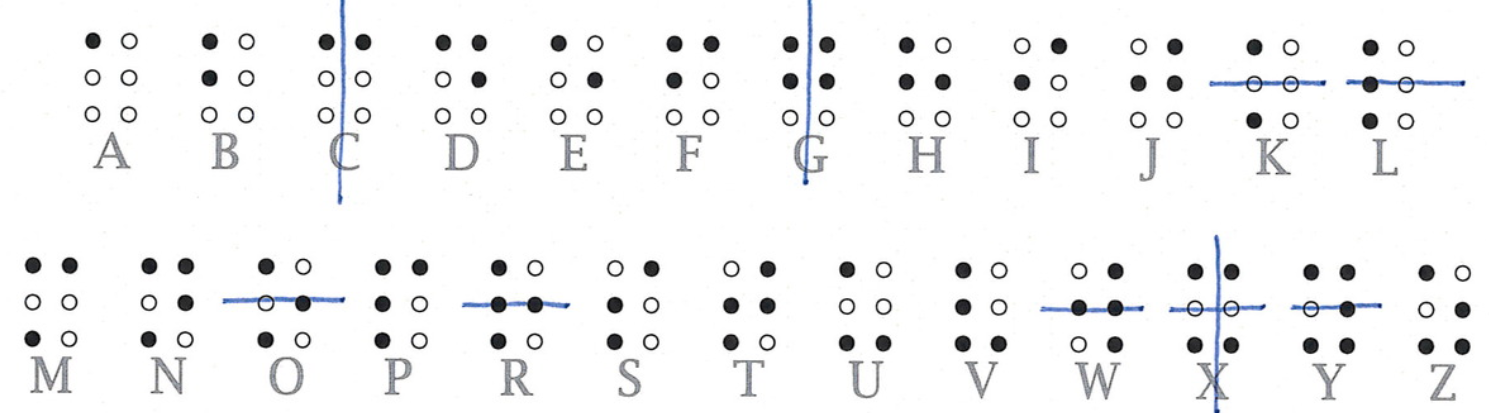 A B C D E F G H I J K L
M N O P R S T U V W X Y Z